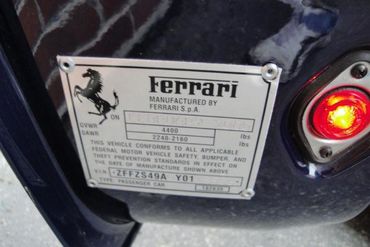 Ferrari
MANUFACTURED BY
FERRARI S.p.A.
ON
GVWR 4400 lbs
GAWR 2240-2160 lbs
THIS VEHICLE CONFORMS TO ALL APPLICABLE
FEDERAL MOTOR VEHICLE SAFETY, BUMPER, AND
THEFT PREVENTION STANDARDS IN EFFECT ON THE
DATE OF MANUFACTURE SHOWN ABOVE
V.I.N. ZFFZS49A Y01
TYPE PASSENGER CAR